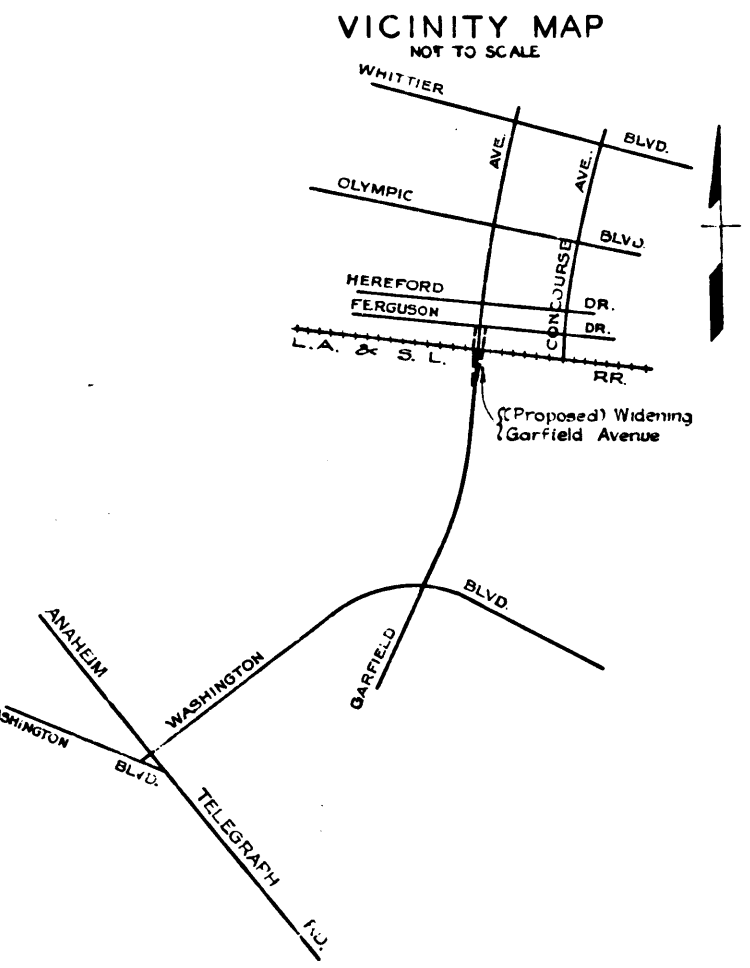 VICINITY MAP
NOT TO SCALE
WHITTIER BLVD.
AVE.
AVE.
OLYMPIC BLVD.
CONCOURSE
HEREFORD DR.
FERGUSON DR.
L.A. & S.L. RR.
(Proposed) Widening
Garfield Avenue
BLVD.
WASHINGTON
GARFIELD
ANAHEIM
BLVD.
TELEGRAPH
RD.